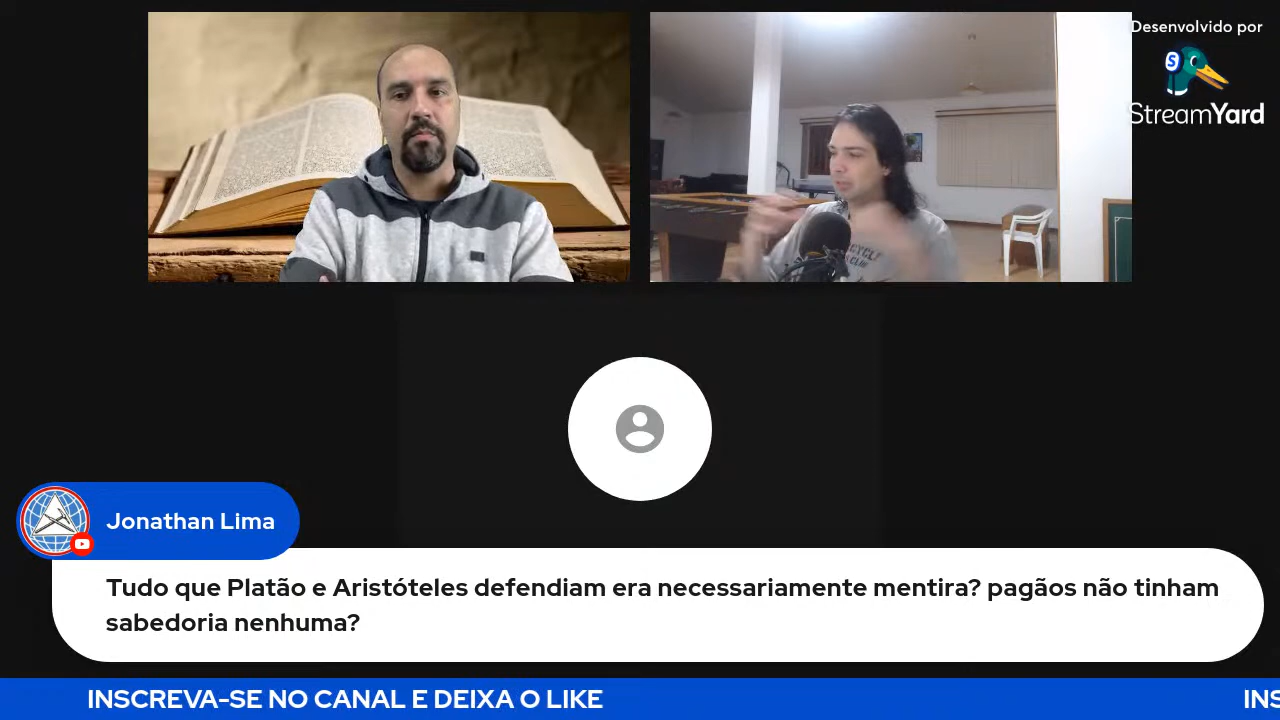 Desenvolvido por
StreamYard
Jonathan Lima
Tudo que Platão e Aristóteles defendiam era necessariamente mentira? pagãos não tinham
sabedoria nenhuma?
INSCREVA-SE NO CANAL E DEIXA O LIKE
INS